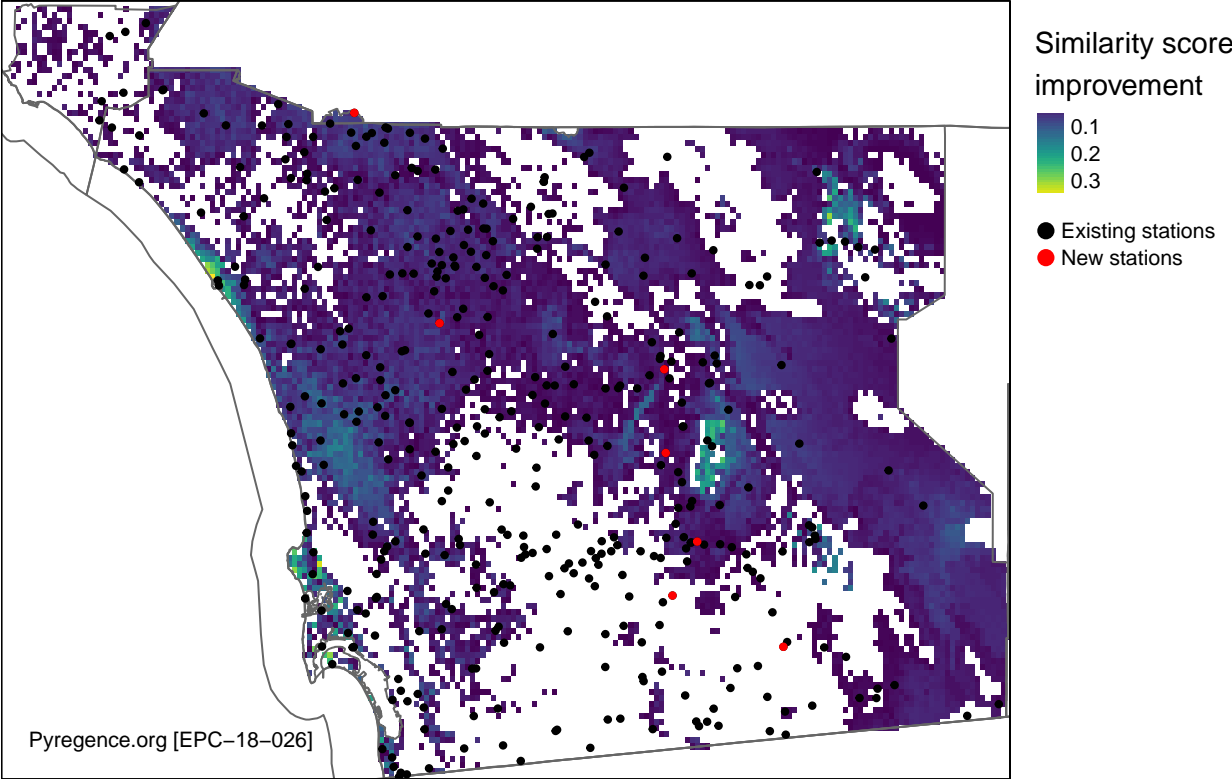 Similarity score
improvement
0.1
0.2
0.3
Existing stations
New stations
Pyregence.org [EPC−18−026]